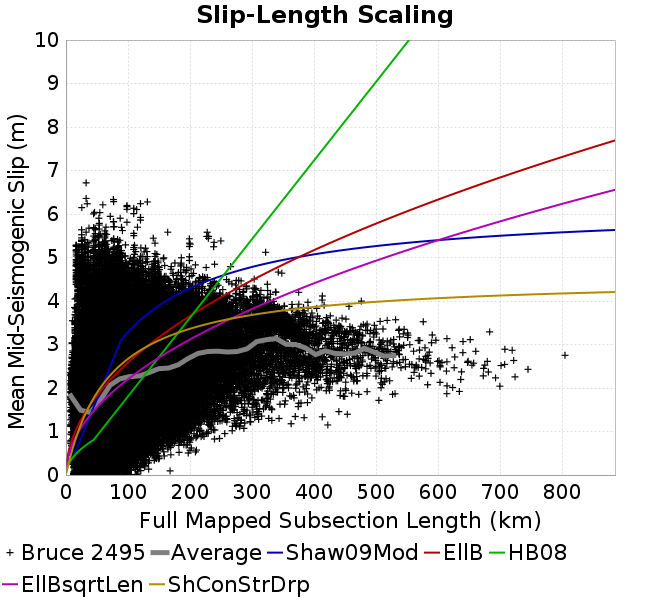 Slip-Length Scaling
Mean Mid-Seismogenic Slip (m)
10
9
8
7
6
5
4
3
2
1
0
0 100 200 300 400 500 600 700 800
Full Mapped Subsection Length (km)
Bruce 2495 Average Shaw09Mod EllB HB08
EllBsqrtLen ShConStrDrp